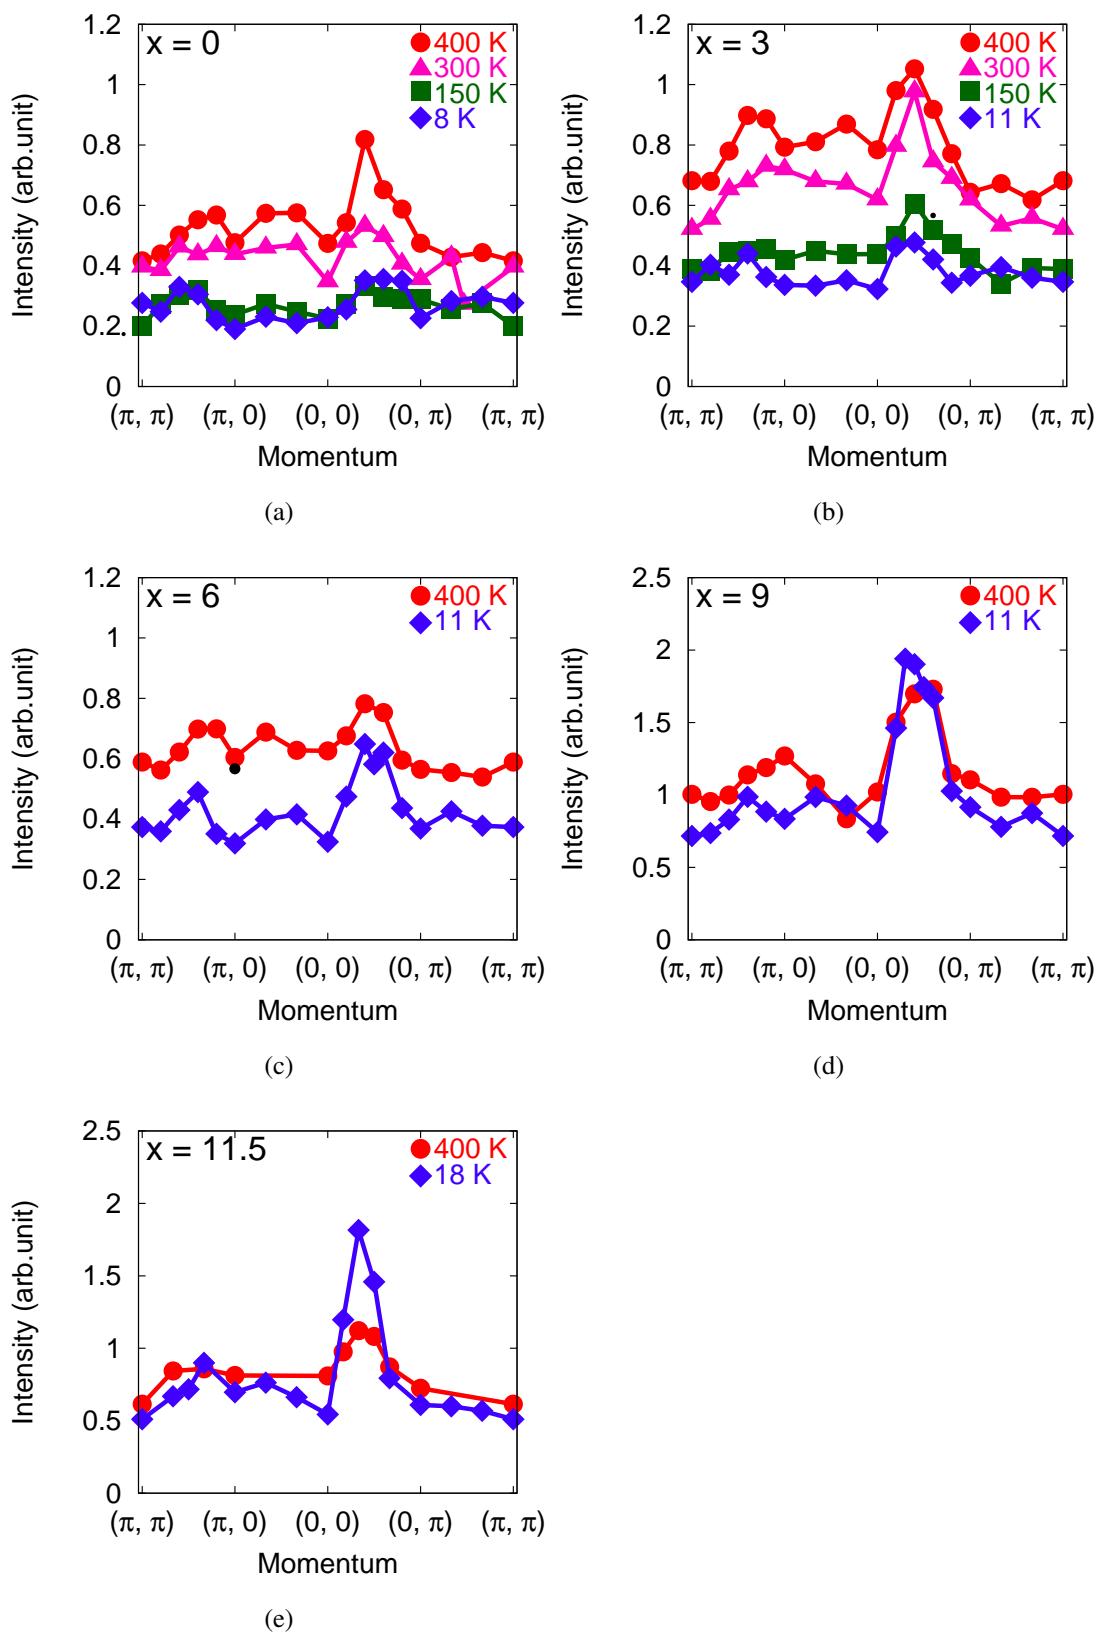 x = 0
400 K
300 K
150 K
8 K
Intensity (arb.unit)
1.2
1
0.8
0.6
0.4
0.2
0
(π, π) (π, 0) (0, 0) (0, π) (π, π)
Momentum
(a)
x = 3
400 K
300 K
150 K
11 K
Intensity (arb.unit)
1.2
1
0.8
0.6
0.4
0.2
0
(π, π) (π, 0) (0, 0) (0, π) (π, π)
Momentum
(b)
x = 6
400 K
11 K
Intensity (arb.unit)
1.2
1
0.8
0.6
0.4
0.2
0
(π, π) (π, 0) (0, 0) (0, π) (π, π)
Momentum
(c)
x = 9
400 K
11 K
Intensity (arb.unit)
2.5
2
1.5
1
0.5
0
(π, π) (π, 0) (0, 0) (0, π) (π, π)
Momentum
(d)
x = 11.5
400 K
18 K
Intensity (arb.unit)
2.5
2
1.5
1
0.5
0
(π, π) (π, 0) (0, 0) (0, π) (π, π)
Momentum
(e)